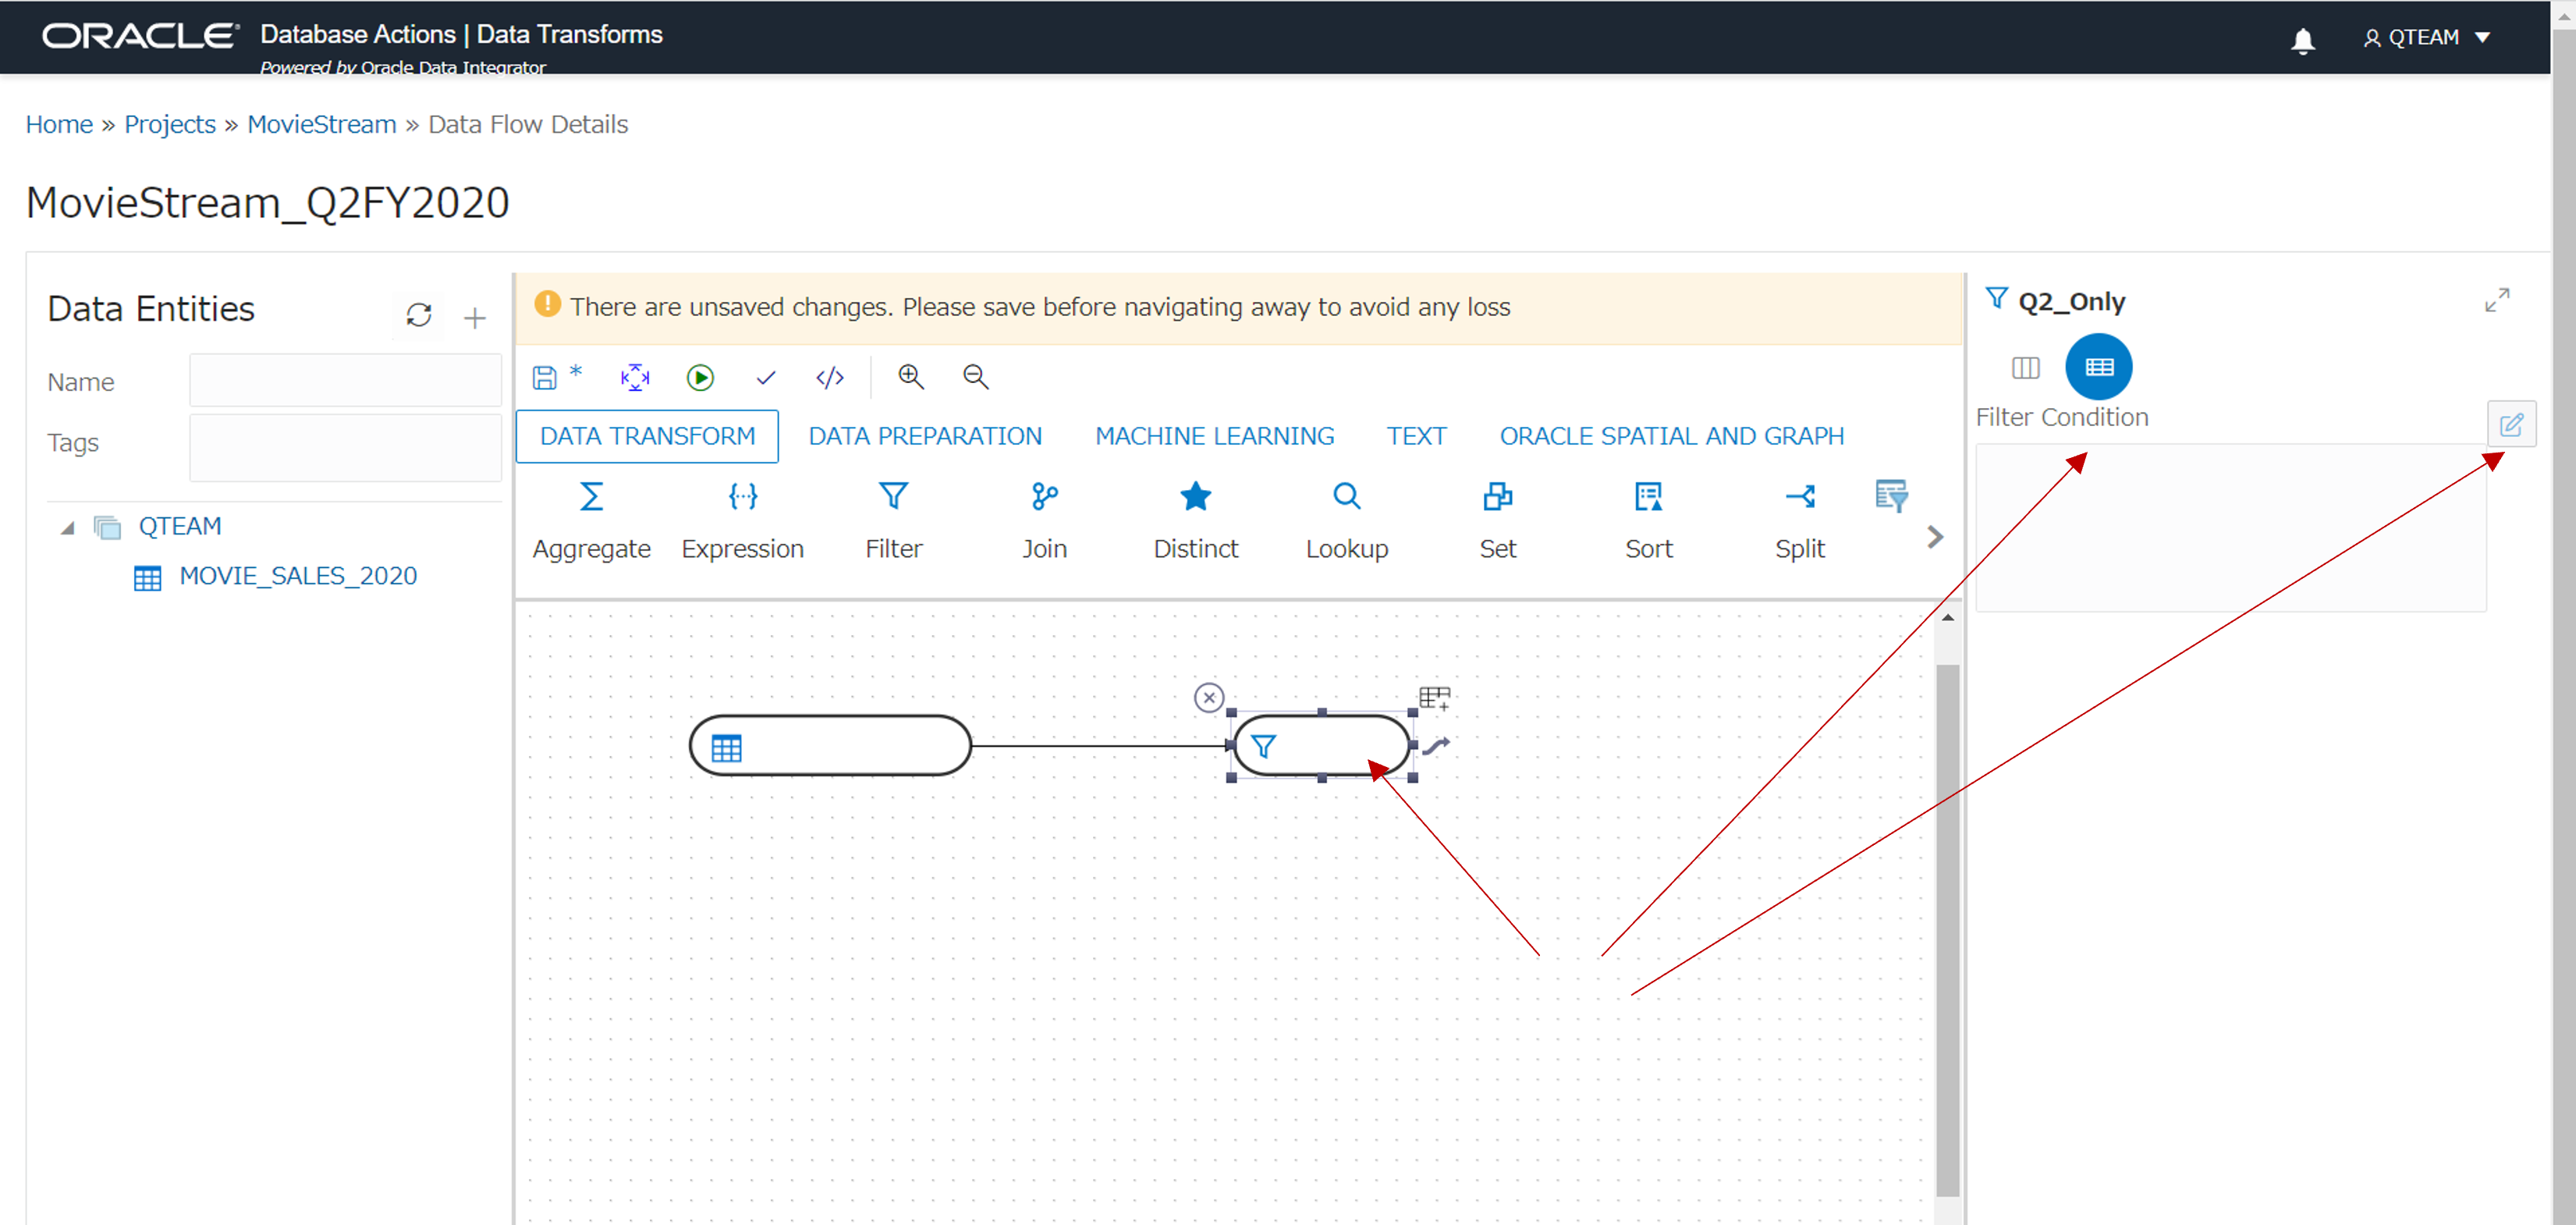 ORACLE® Database Actions | Data Transforms
Powered by Oracle Data Integrator
QTEAM
Home » Projects » MovieStream » Data Flow Details
MovieStream_Q2FY2020
Data Entities
Name
Tags
QTEAM
MOVIE_SALES_2020
There are unsaved changes. Please save before navigating away to avoid any loss
*
DATA TRANSFORM DATA PREPARATION MACHINE LEARNING TEXT ORACLE SPATIAL AND GRAPH
Aggregate Expression Filter Join Distinct Lookup Set Sort Split
Q2_Only
Filter Condition